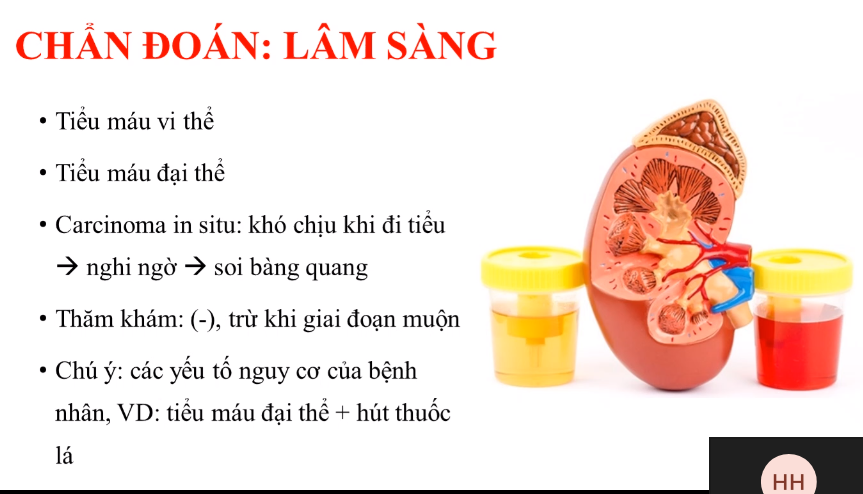 CHẨN ĐOÁN: LÂM SÀNG
• Tiểu máu vi thể
• Tiểu máu đại thể
• Carcinoma in situ: khó chịu khi đi tiểu
→ nghi ngờ → soi bàng quang
• Thăm khám: (-), trừ khi giai đoạn muộn
• Chú ý: các yếu tố nguy cơ của bệnh
nhân, VD: tiểu máu đại thể + hút thuốc
lá
HH